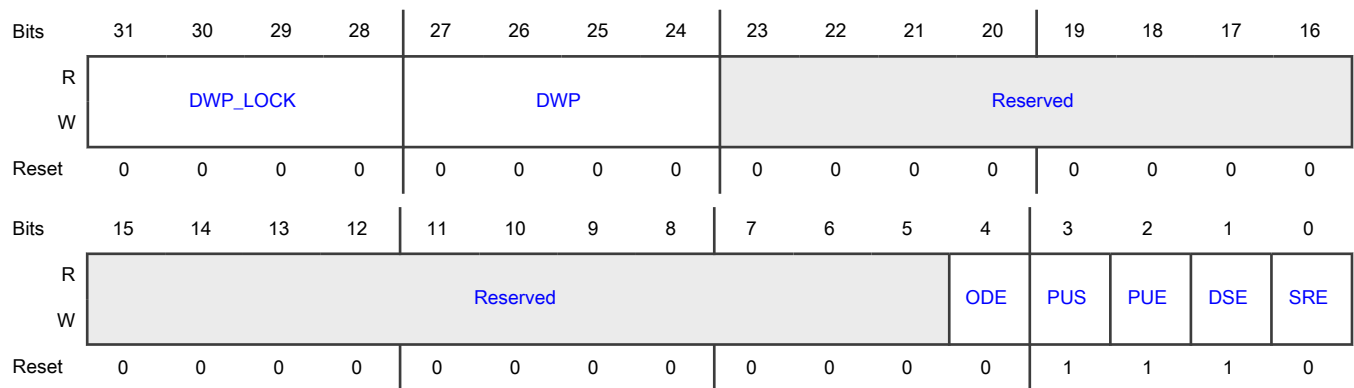 Bits 31 30 29 28 27 26 25 24 23 22 21 20 19 18 17 16
R
DWP_LOCK DWP Reserved
W
Reset 0 0 0 0 0 0 0 0 0 0 0 0 0 0 0 0
Bits 15 14 13 12 11 10 9 8 7 6 5 4 3 2 1 0
R
Reserved ODE PUS PUE DSE SRE
W
Reset 0 0 0 0 0 0 0 0 0 0 0 0 1 1 1 0